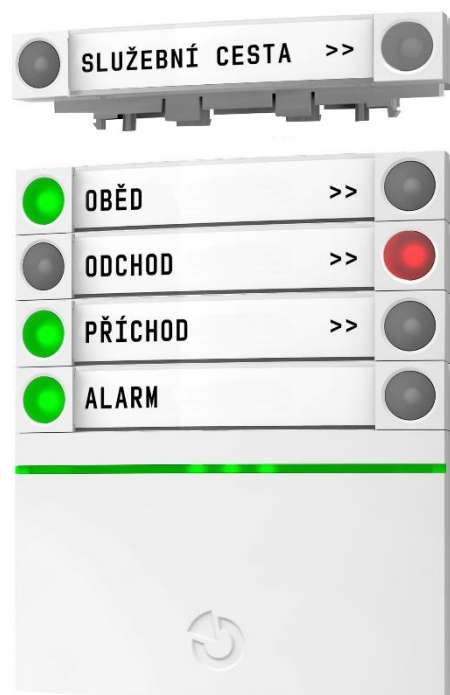 SLUŽEBNÍ CESTA >>
OBĚD >>
ODCHOD >>
PŘÍCHOD >>
ALARM